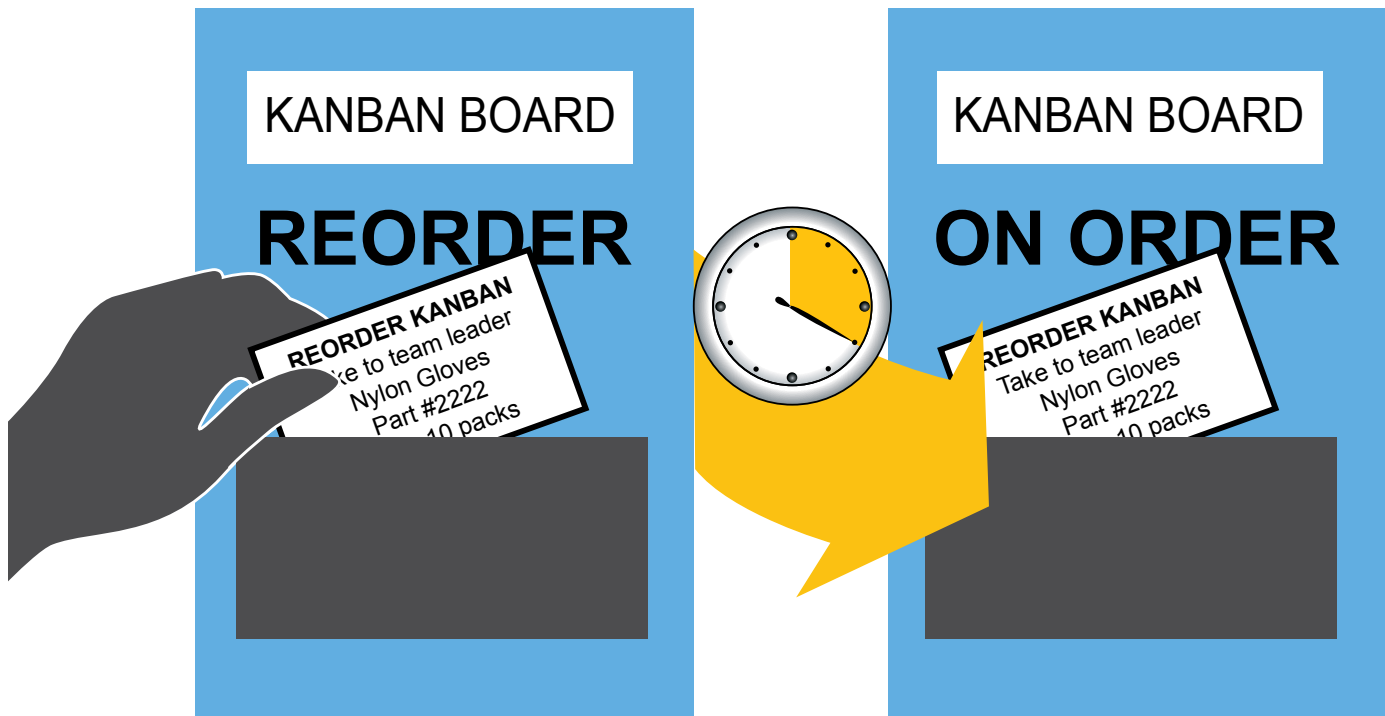 KANBAN BOARD
REORDER
REORDER KANBAN
ke to team leader
Nylon Gloves
Part #2222
10 packs
KANBAN BOARD
ON ORDER
REORDER KANBAN
Take to team leader
Nylon Gloves
Part #2222
10 packs